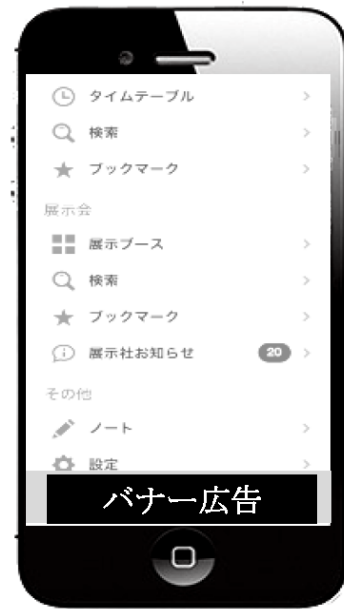 タイムテーブル
検索
ブックマーク
展示会
展示ブース
検索
ブックマーク
展示社お知らせ 20
その他
ノート
設定
バナー広告